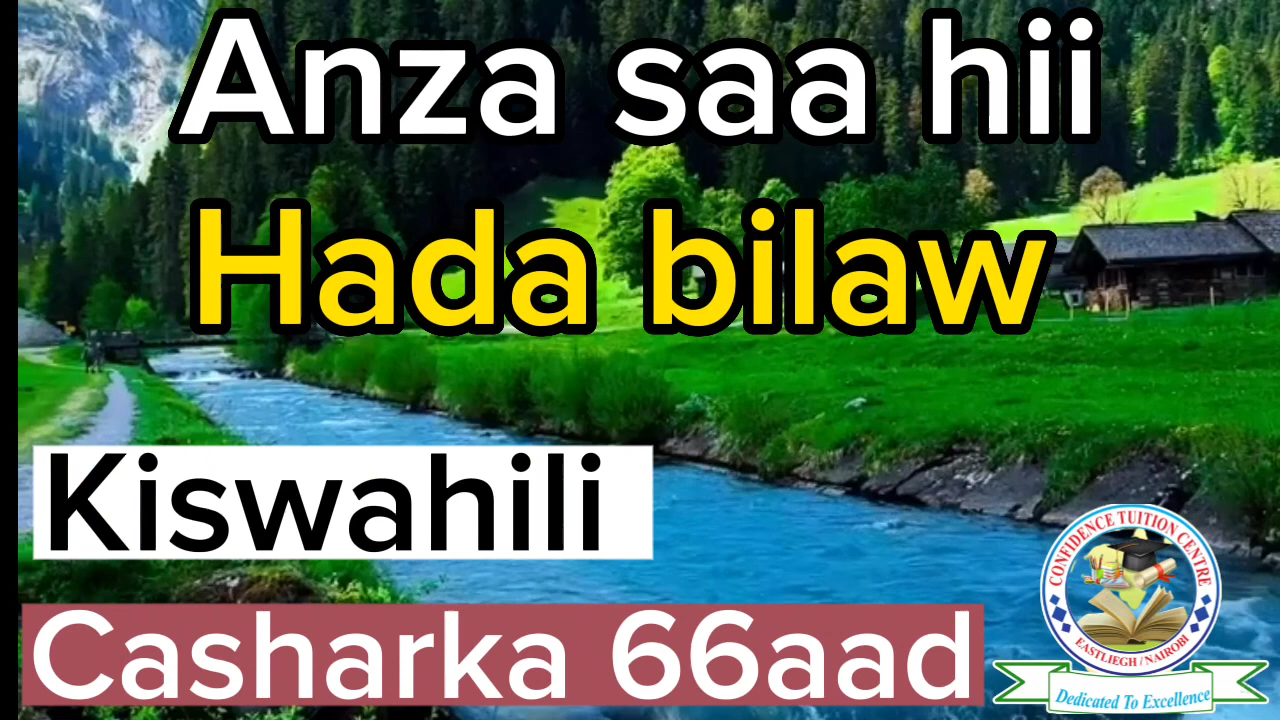 Anza saa hii
Hada bilaw
Kiswahili
Casharka 66aad
CONFIDENCE TUITION CENTRE
EASTLIEGH / NAIROBI
Dedicated To Excellence